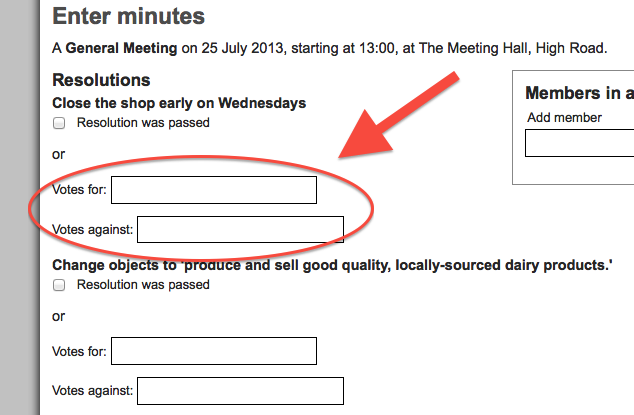 Enter minutes
A General Meeting on 25 July 2013, starting at 13:00, at The Meeting Hall, High Road.
Resolutions
Close the shop early on Wednesdays
Resolution was passed
or
Votes for:
Votes against:
Change objects to 'produce and sell good quality, locally-sourced dairy products.'
Resolution was passed
or
Votes for:
Votes against:
Members in a
Add member